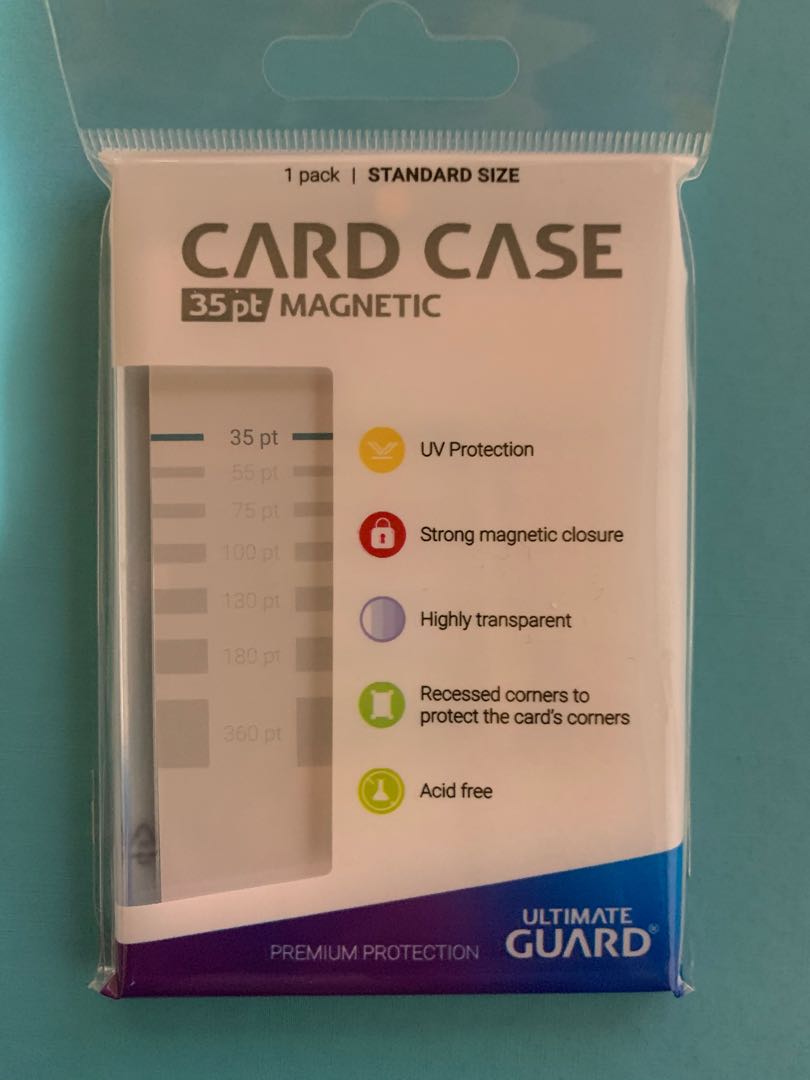 1 pack | STANDARD SIZE
CARD CASE
35pt MAGNETIC
35 pt
55 pt
75 pt
100 pt
130 pt
180 pt
360 pt
UV Protection
Strong magnetic closure
Highly transparent
Recessed corners to
protect the card's corners
Acid free
PREMIUM PROTECTION
ULTIMATE
GUARD®